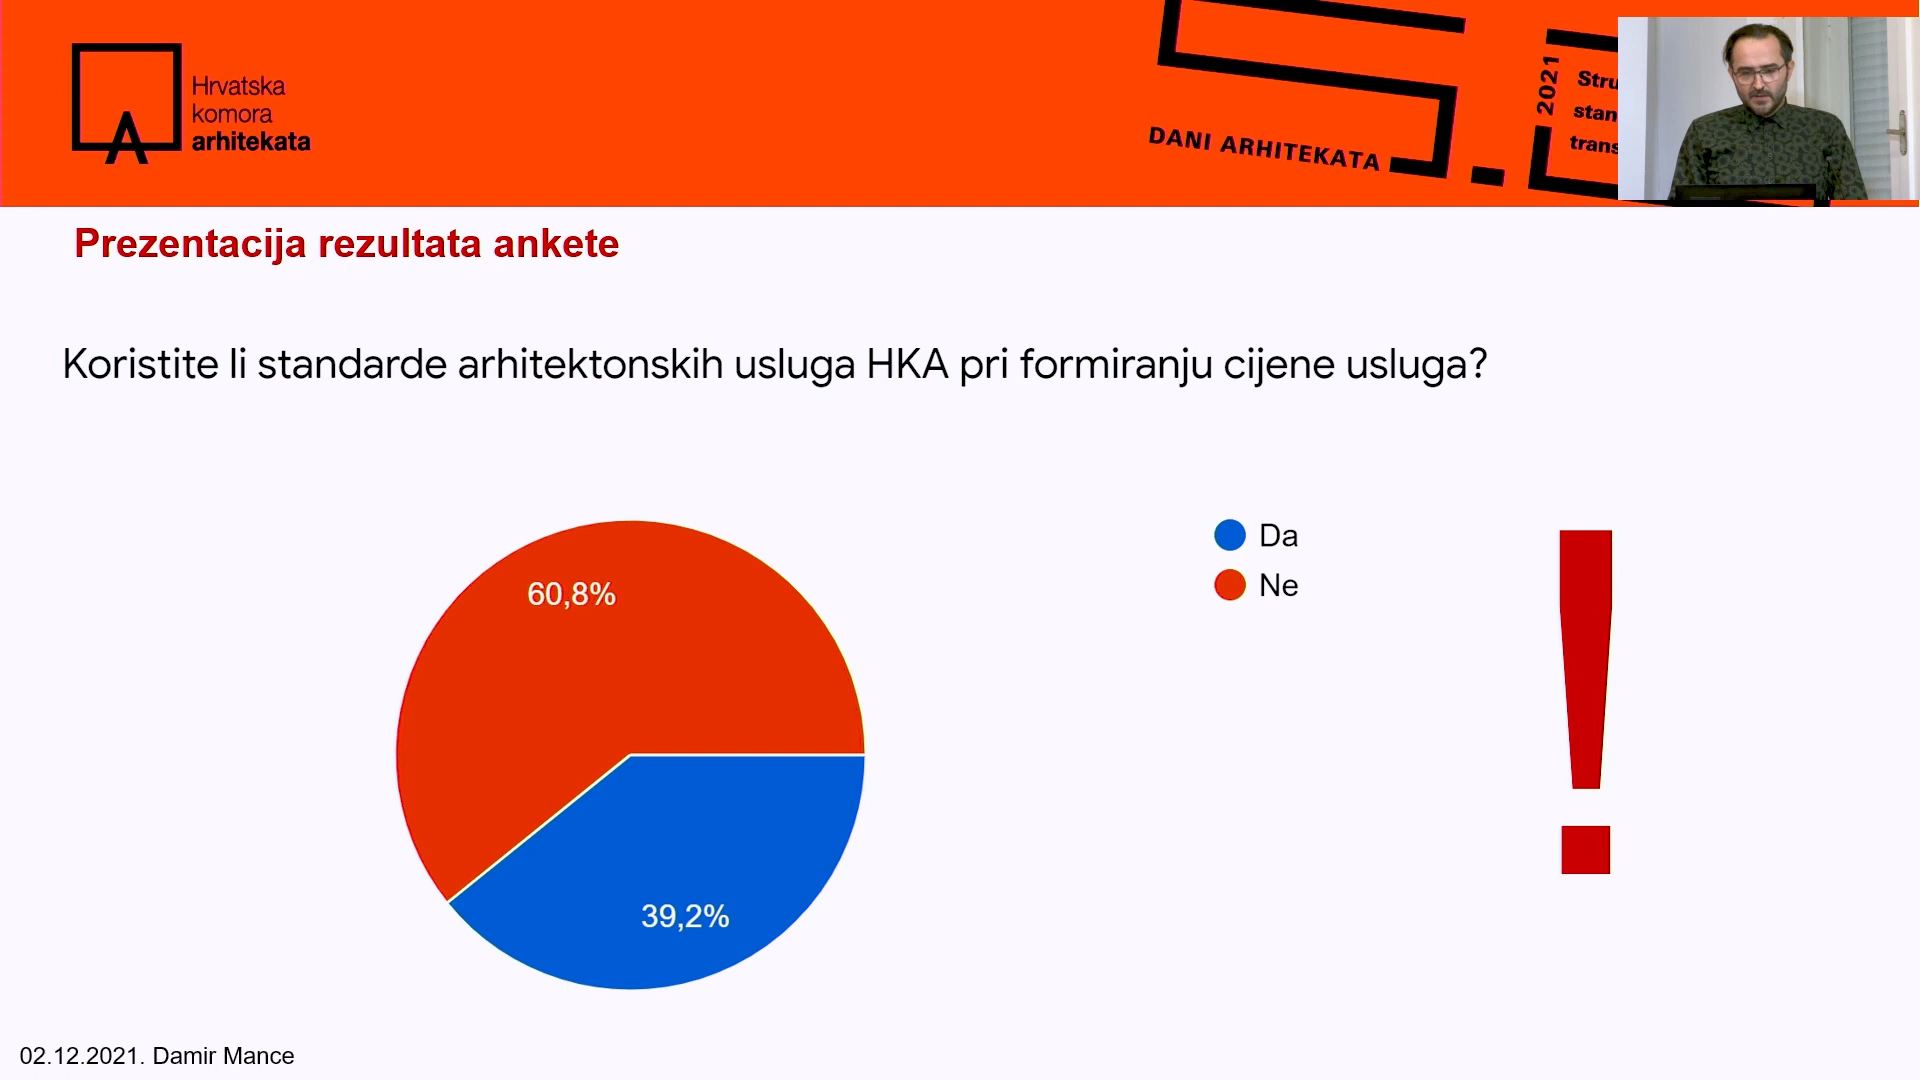 Hrvatska
komora
arhitekata
DANI ARHITEKATA
2021
Prezentacija rezultata ankete
Koristite li standarde arhitektonskih usluga HKA pri formiranju cijene usluga?
60,8%
39,2%
Da
Ne
!
02.12.2021. Damir Mance